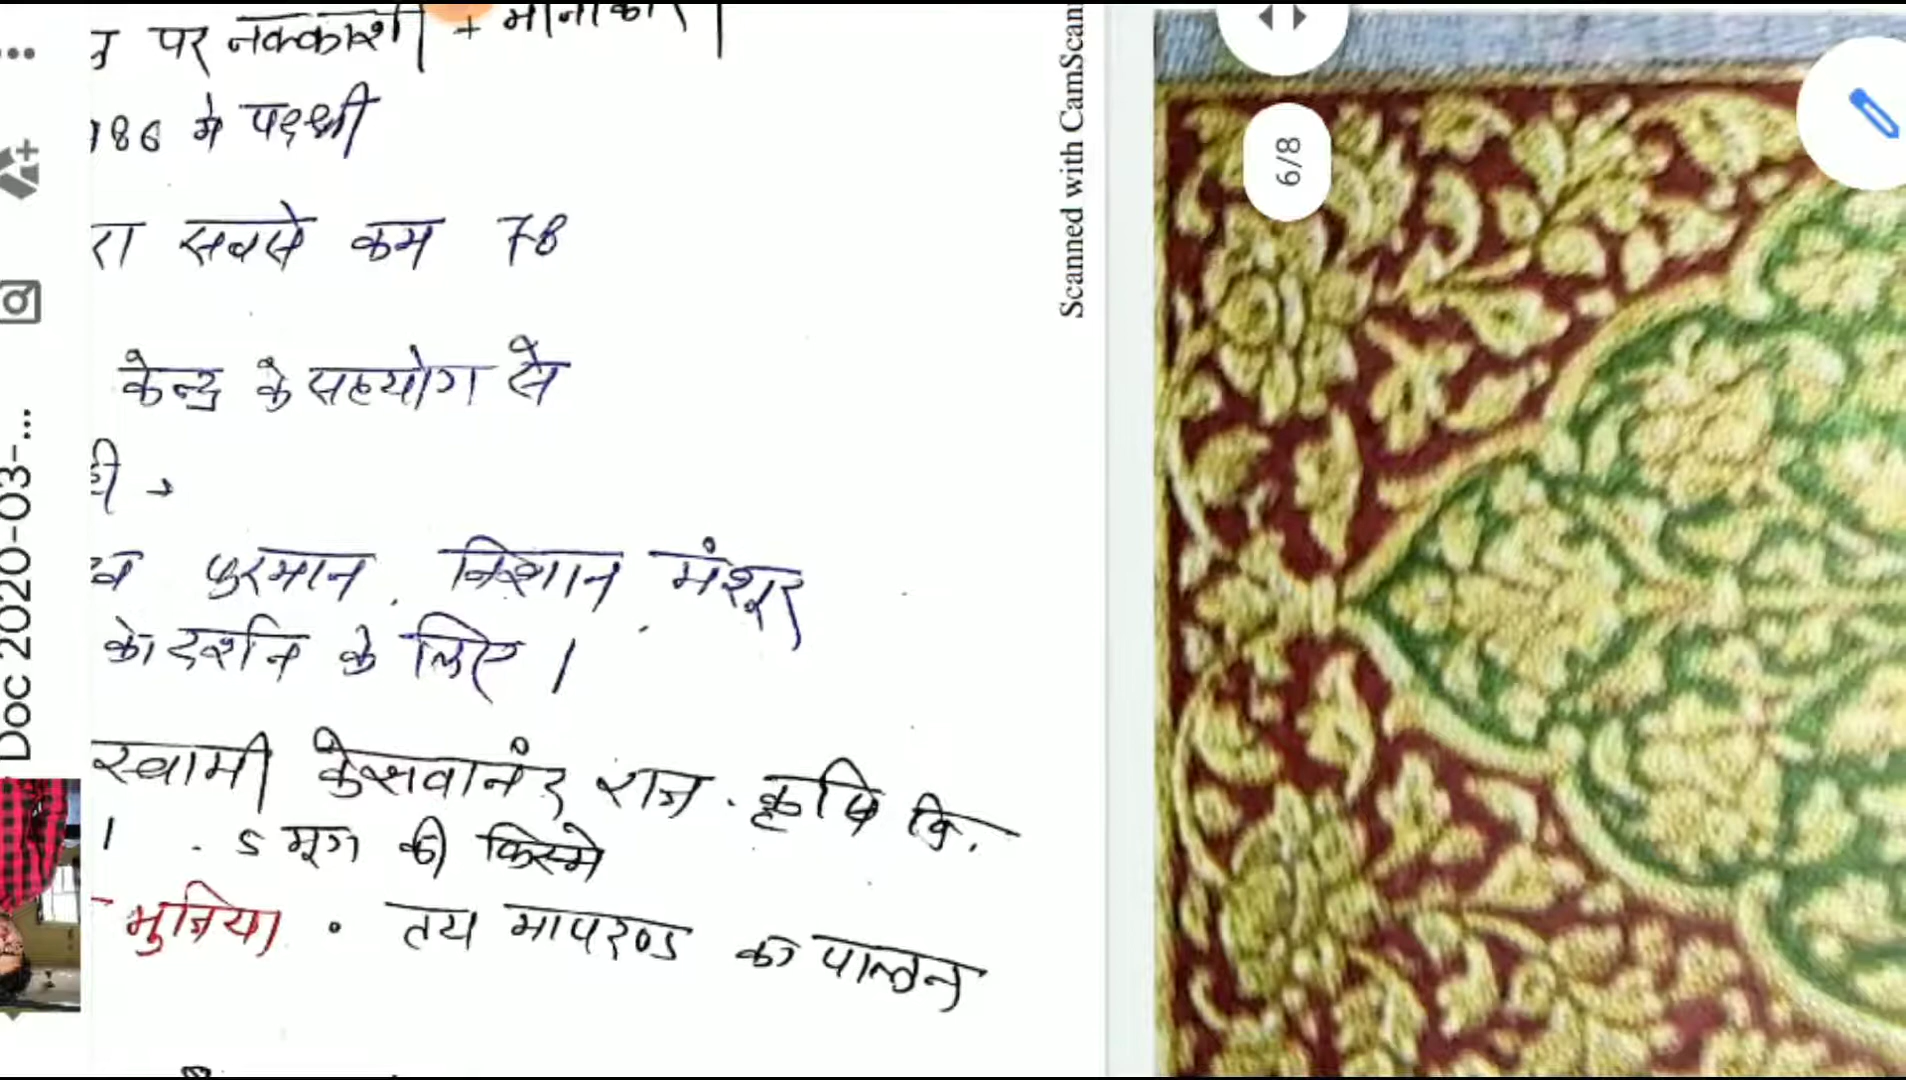 पर नक्काशी + मीनाकारी।
186 में पद्मश्री
रा सबसे कम 78
केन्द्र के सहयोग से
ही →
व फुरमान, निशान, मंशूर
को दर्शाने के लिए।
स्वामी केशवानंद राज. कृषि वि.
। . 5 मूंग की किस्मे
- मुजिया • तय मापदण्ड का पालन
Scanned with CamScan
6/8
Doc 2020-03-...